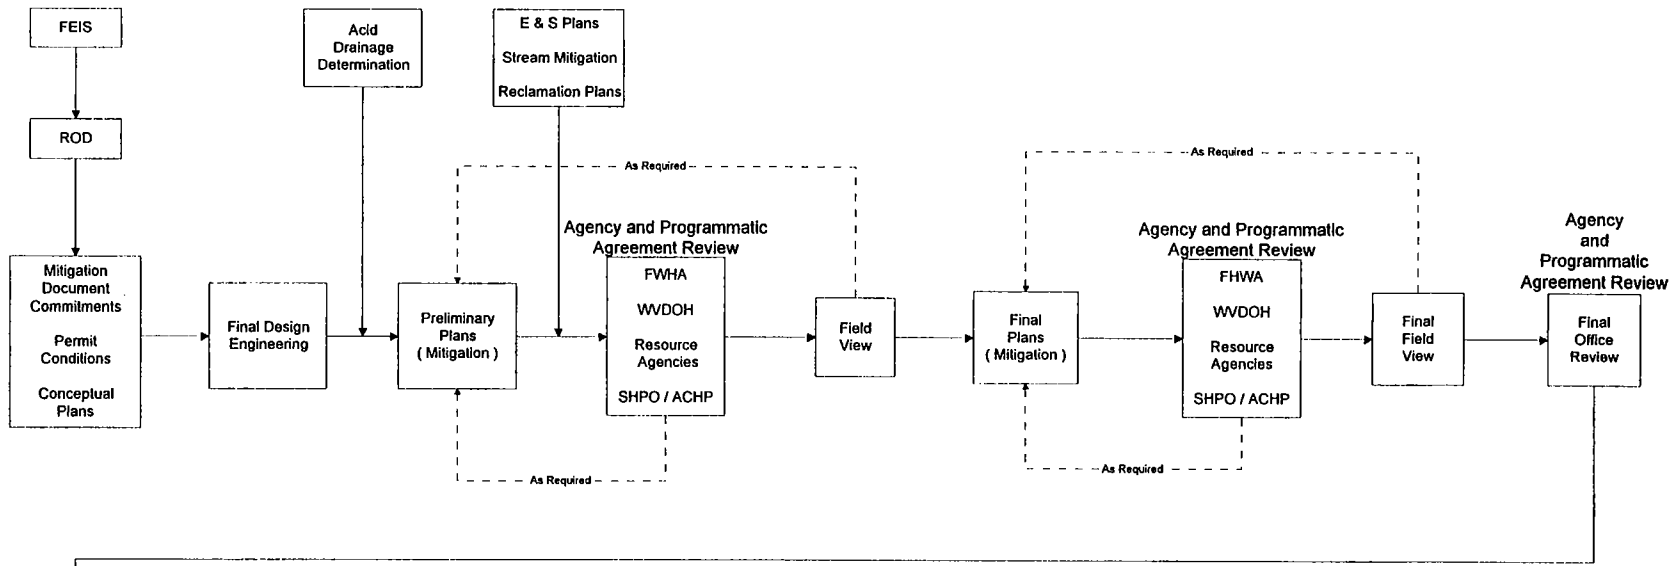 FEIS
ROD
Mitigation
Document
Commitments
Permit
Conditions
Conceptual
Plans
Final Design
Engineering
Acid
Drainage
Determination
Preliminary
Plans
( Mitigation )
E & S Plans
Stream Mitigation
Reclamation Plans
As Required
Agency and Programmatic
Agreement Review
FWHA
WVDOH
Resource
Agencies
SHPO / ACHP
As Required
Field
View
Final
Plans
( Mitigation )
As Required
Agency and Programmatic
Agreement Review
FHWA
WVDOH
Resource
Agencies
SHPO / ACHP
As Required
Final
Field
View
Agency
and
Programmatic
Agreement Review
Final
Office
Review